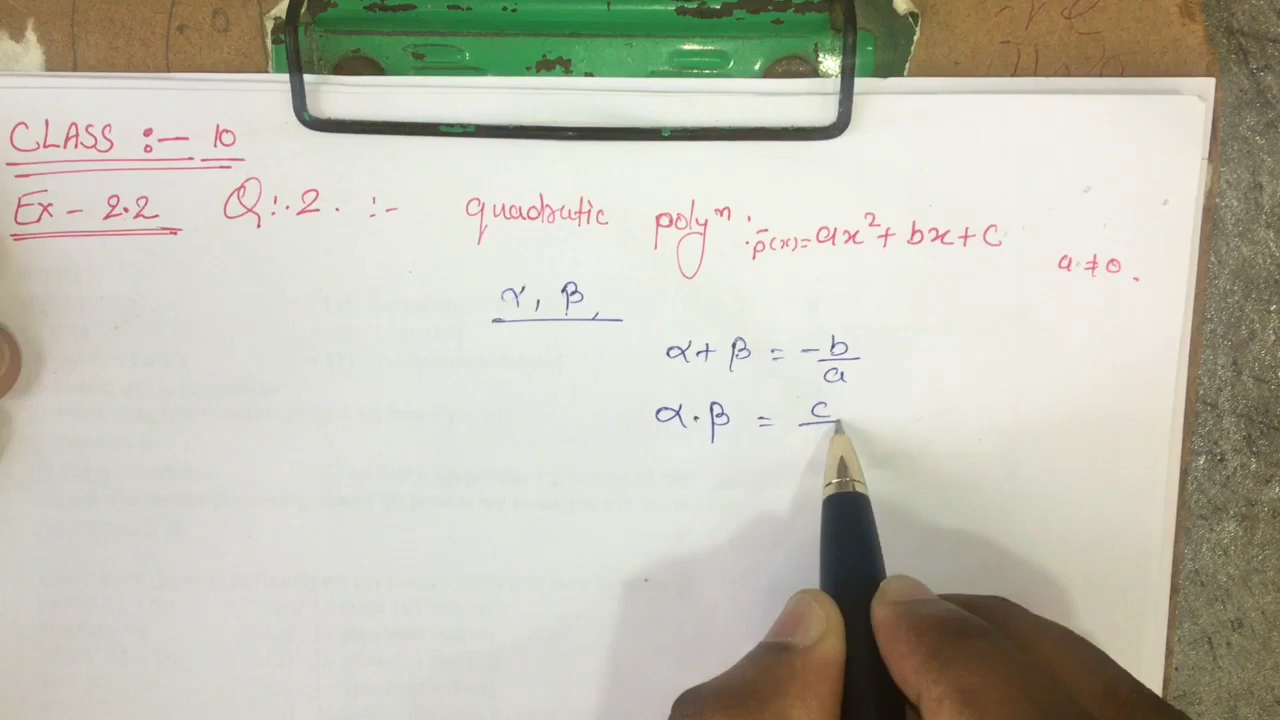 CLASS :- 10
Ex - 2.2 Q:.2. :- quadratic polyⁿ. p(x)= ax²+ bx+c
a≠0.
α, β,
α+β = -b/a
α.β = c